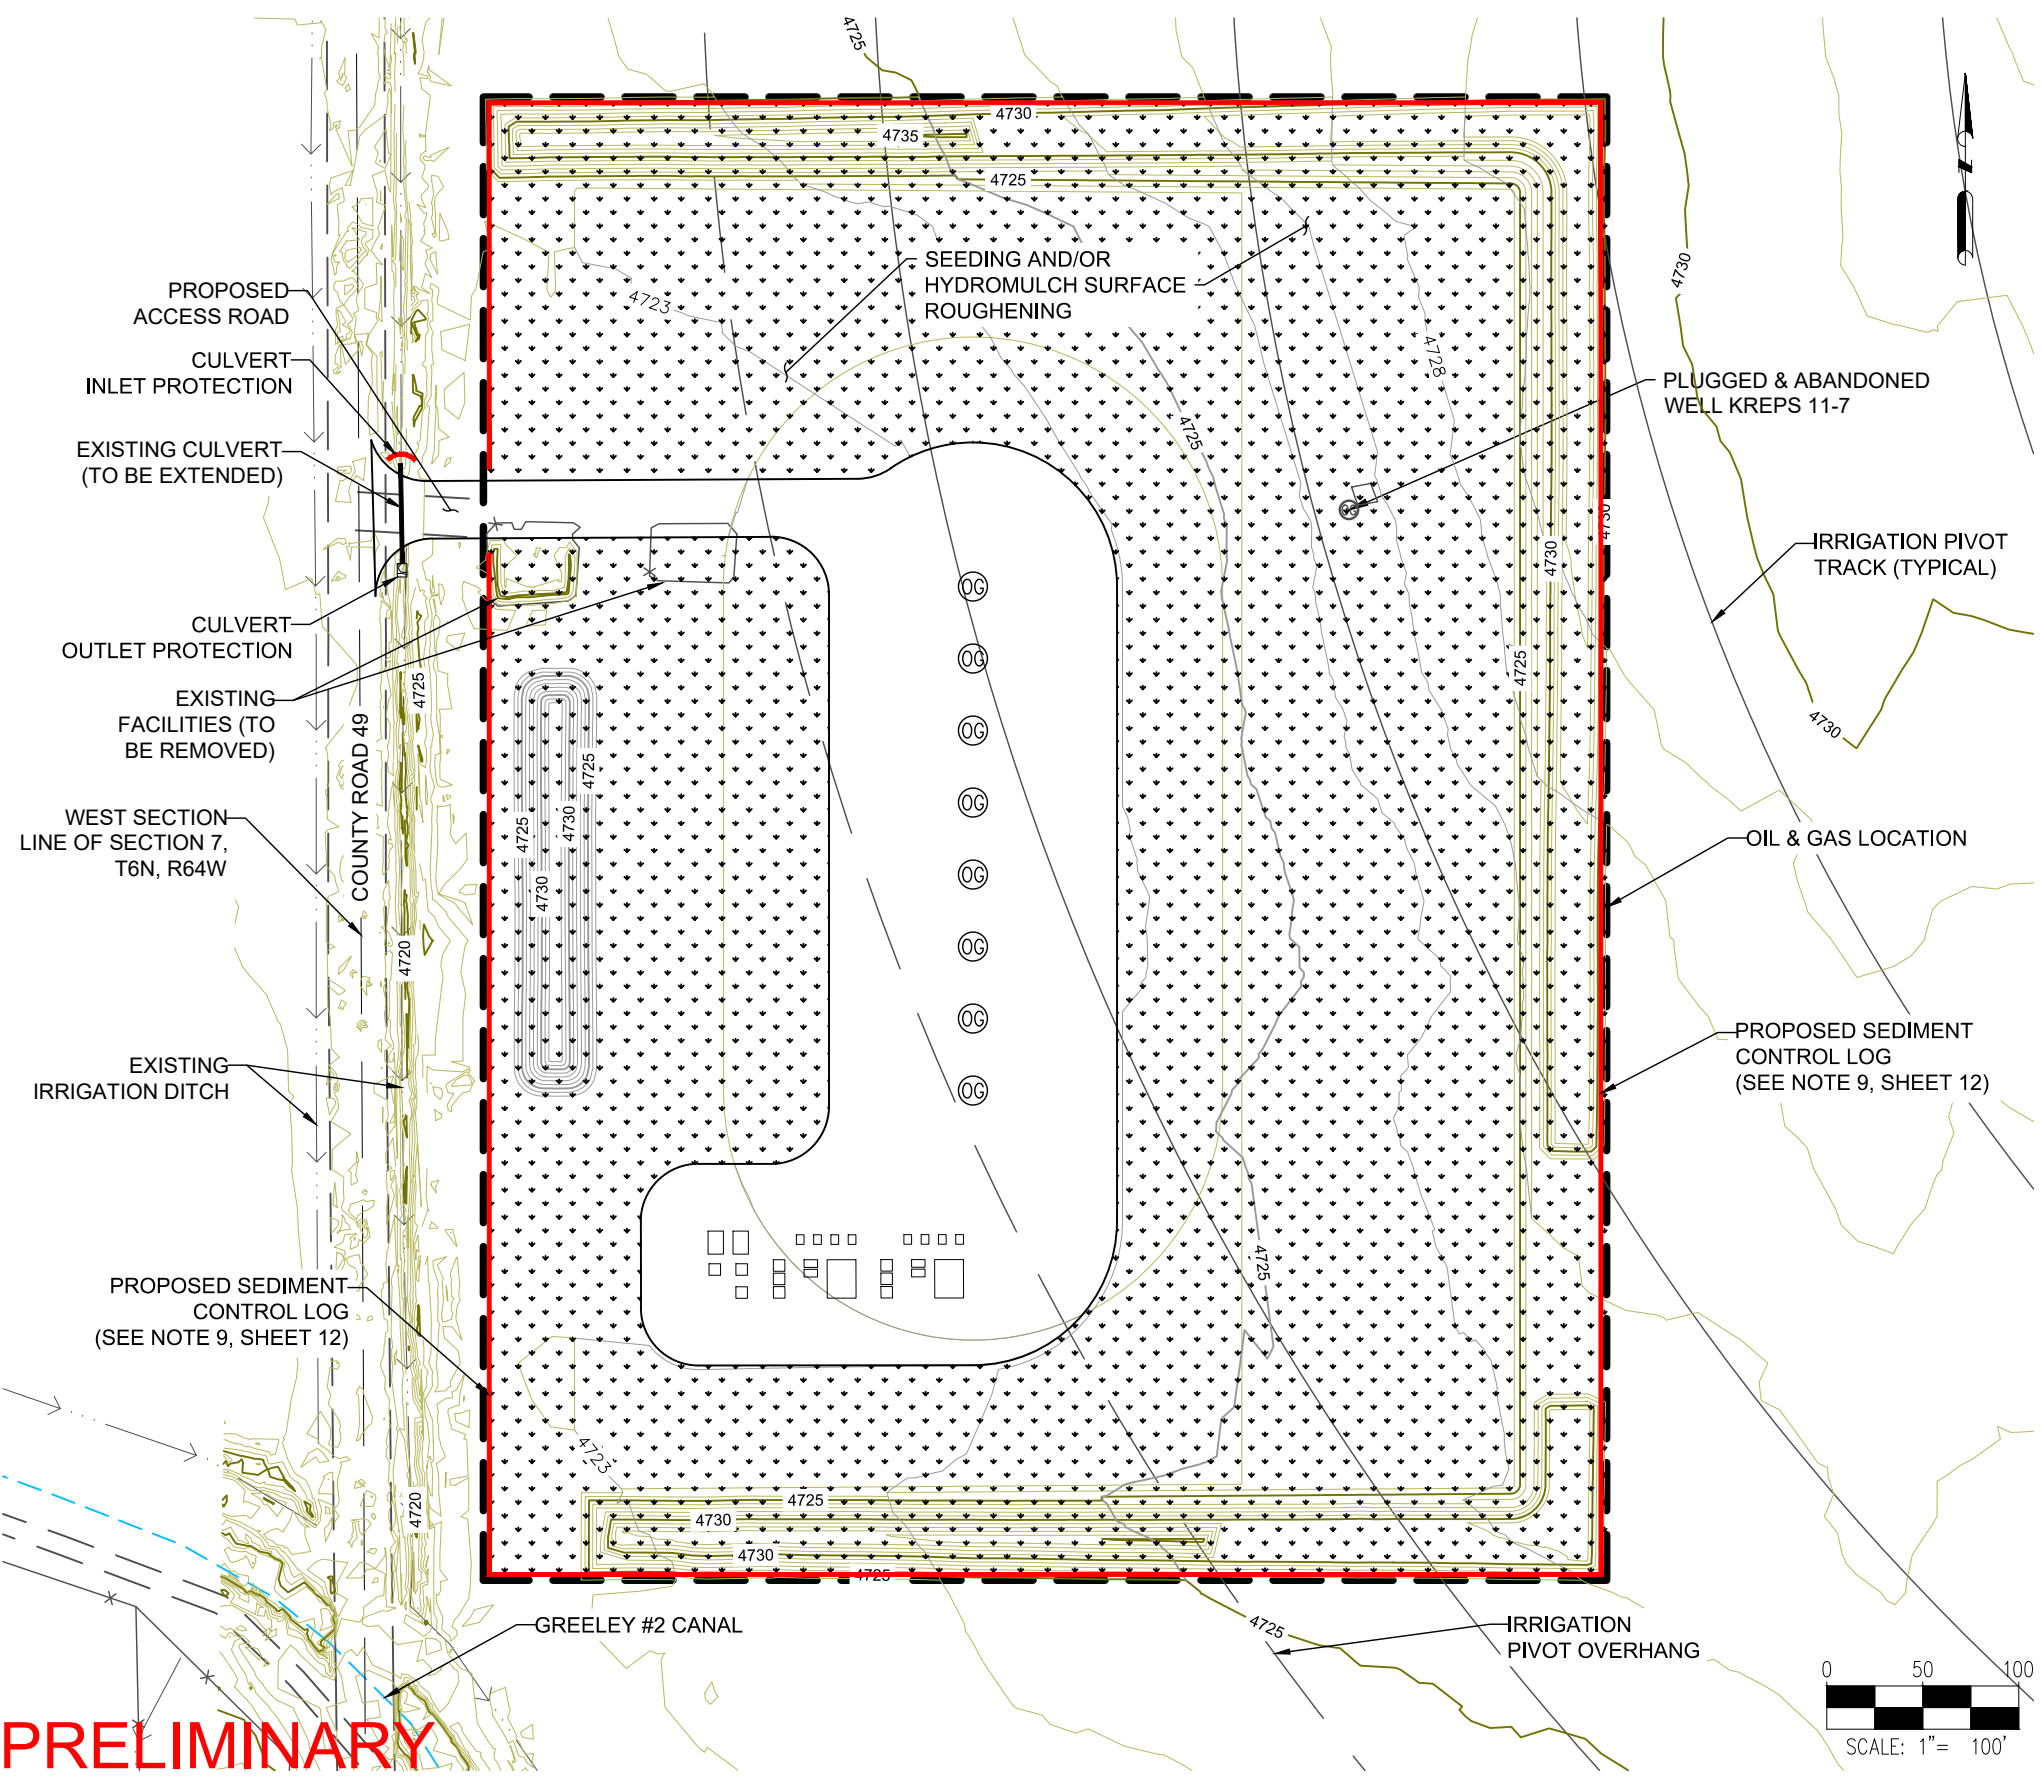 4725
4730
4735
4725
N
PROPOSED
ACCESS ROAD
CULVERT
INLET PROTECTION
EXISTING CULVERT
(TO BE EXTENDED)
CULVERT
OUTLET PROTECTION
EXISTING
FACILITIES (TO
BE REMOVED)
WEST SECTION
LINE OF SECTION 7,
T6N, R64W
EXISTING
IRRIGATION DITCH
PROPOSED SEDIMENT
CONTROL LOG
(SEE NOTE 9, SHEET 12)
COUNTY ROAD 49
4725
4720
4720
SEEDING AND/OR
HYDROMULCH SURFACE
ROUGHENING
4723
4728
4725
4730
PLUGGED & ABANDONED
WELL KREPS 11-7
OG
4730
4730
4725
IRRIGATION PIVOT
TRACK (TYPICAL)
4730
OG
OG
OG
OG
OG
OG
OG
OG
4725
4725
4730
4730
OIL & GAS LOCATION
PROPOSED SEDIMENT
CONTROL LOG
(SEE NOTE 9, SHEET 12)
4725
4723
4725
4730
4730
4725
4725
GREELEY #2 CANAL
IRRIGATION
PIVOT OVERHANG
0 50 100
SCALE: 1"= 100'
PRELIMINARY